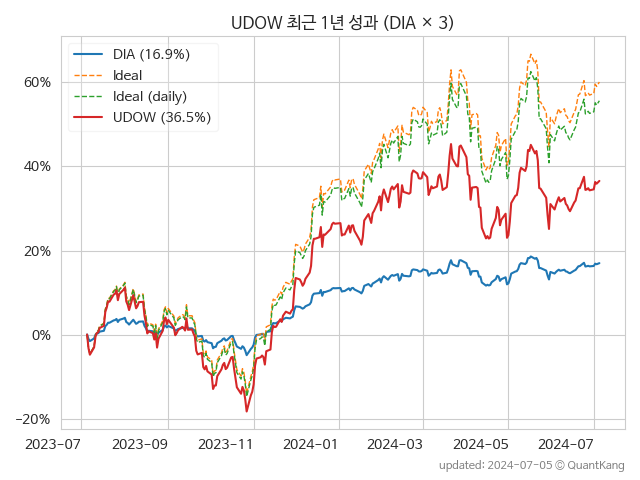 UDOW 최근 1년 성과 (DIA × 3)
DIA (16.9%)
Ideal
Ideal (daily)
UDOW (36.5%)
60%
40%
20%
0%
−20%
2023−07 2023−09 2023−11 2024−01 2024−03 2024−05 2024−07
updated: 2024-07-05 © QuantKang